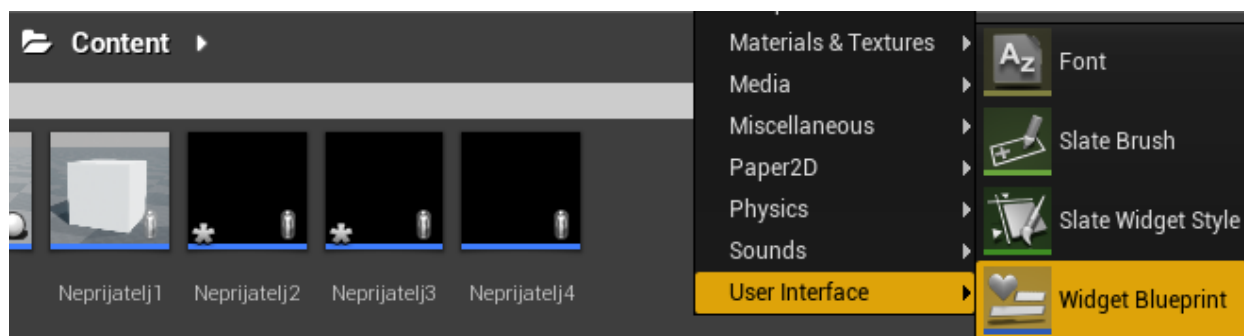 Content
Neprijatelj1
Neprijatelj2
Neprijatelj3
Neprijatelj4
Materials & Textures
Media
Miscellaneous
Paper2D
Physics
Sounds
User Interface
Font
Slate Brush
Slate Widget Style
Widget Blueprint